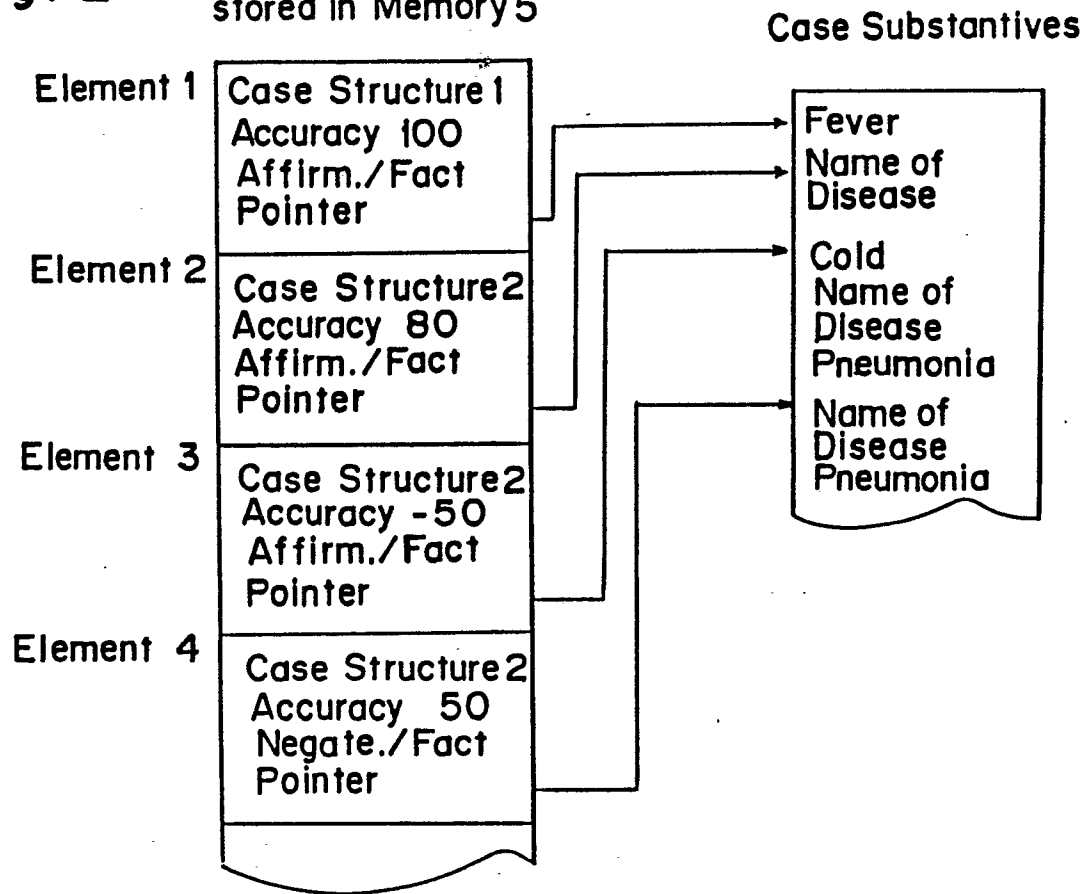 stored in Memory 5
Case Substantives
Element 1
Case Structure 1
Accuracy 100
Affirm./Fact
Pointer
Element 2
Case Structure 2
Accuracy 80
Affirm./Fact
Pointer
Element 3
Case Structure 2
Accuracy -50
Affirm./Fact
Pointer
Element 4
Case Structure 2
Accuracy 50
Negate./Fact
Pointer
Fever
Name of
Disease
Cold
Name of
Disease
Pneumonia
Name of
Disease
Pneumonia